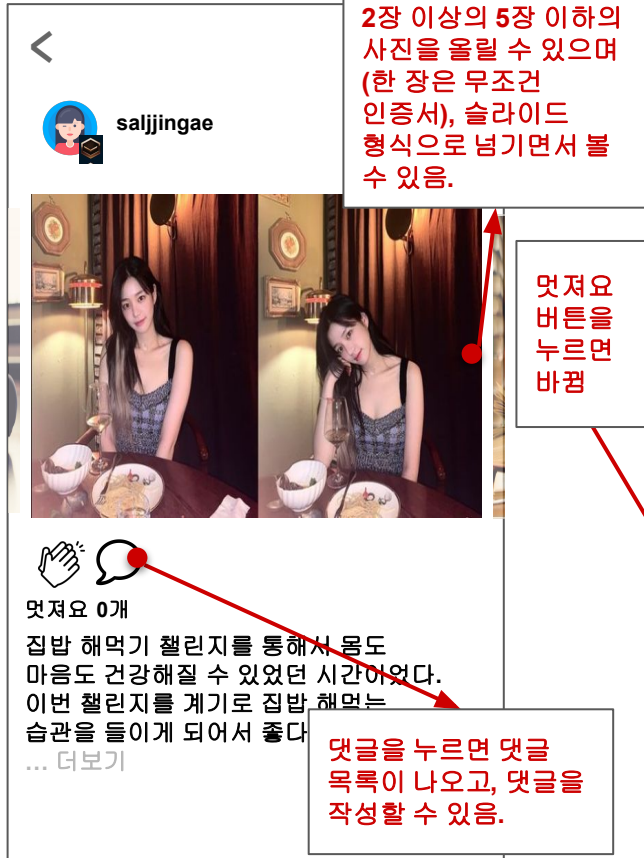 2장 이상의 5장 이하의
사진을 올릴 수 있으며
(한 장은 무조건
인증서), 슬라이드
형식으로 넘기면서 볼
수 있음.
saljjingae
멋져요
버튼을
누르면
바뀜
멋져요 0개
집밥 해먹기 챌린지를 통해서 몸도
마음도 건강해질 수 있었던 시간이었다.
이번 챌린지를 계기로 집밥 해먹는
습관을 들이게 되어서 좋다
... 더보기
댓글을 누르면 댓글
목록이 나오고, 댓글을
작성할 수 있음.